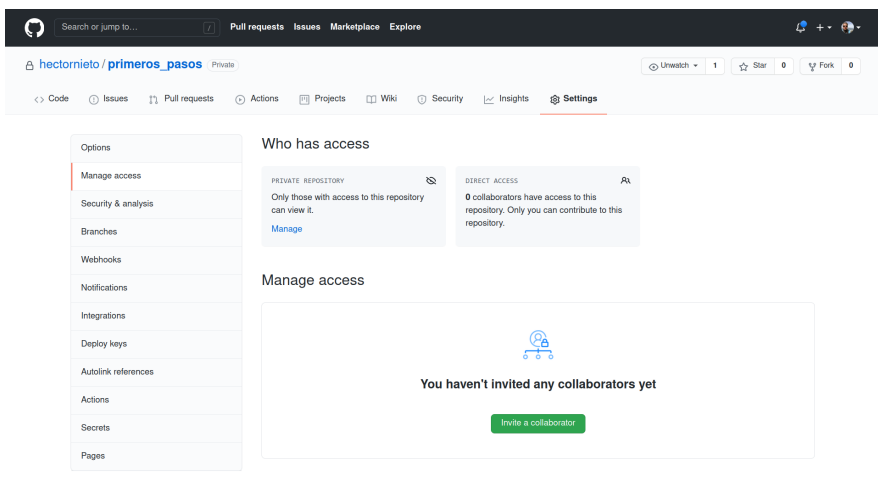 Search or jump to... /
Pull requests Issues Marketplace Explore
hectornieto / primeros_pasos Private
Unwatch 1 Star 0 Fork 0
Code Issues Pull requests Actions Projects Wiki Security Insights Settings
Options
Manage access
Security & analysis
Branches
Webhooks
Notifications
Integrations
Deploy keys
Autolink references
Actions
Secrets
Pages
Who has access
PRIVATE REPOSITORY
Only those with access to this repository
can view it.
Manage
DIRECT ACCESS
0 collaborators have access to this
repository. Only you can contribute to this
repository.
Manage access
You haven't invited any collaborators yet
Invite a collaborator